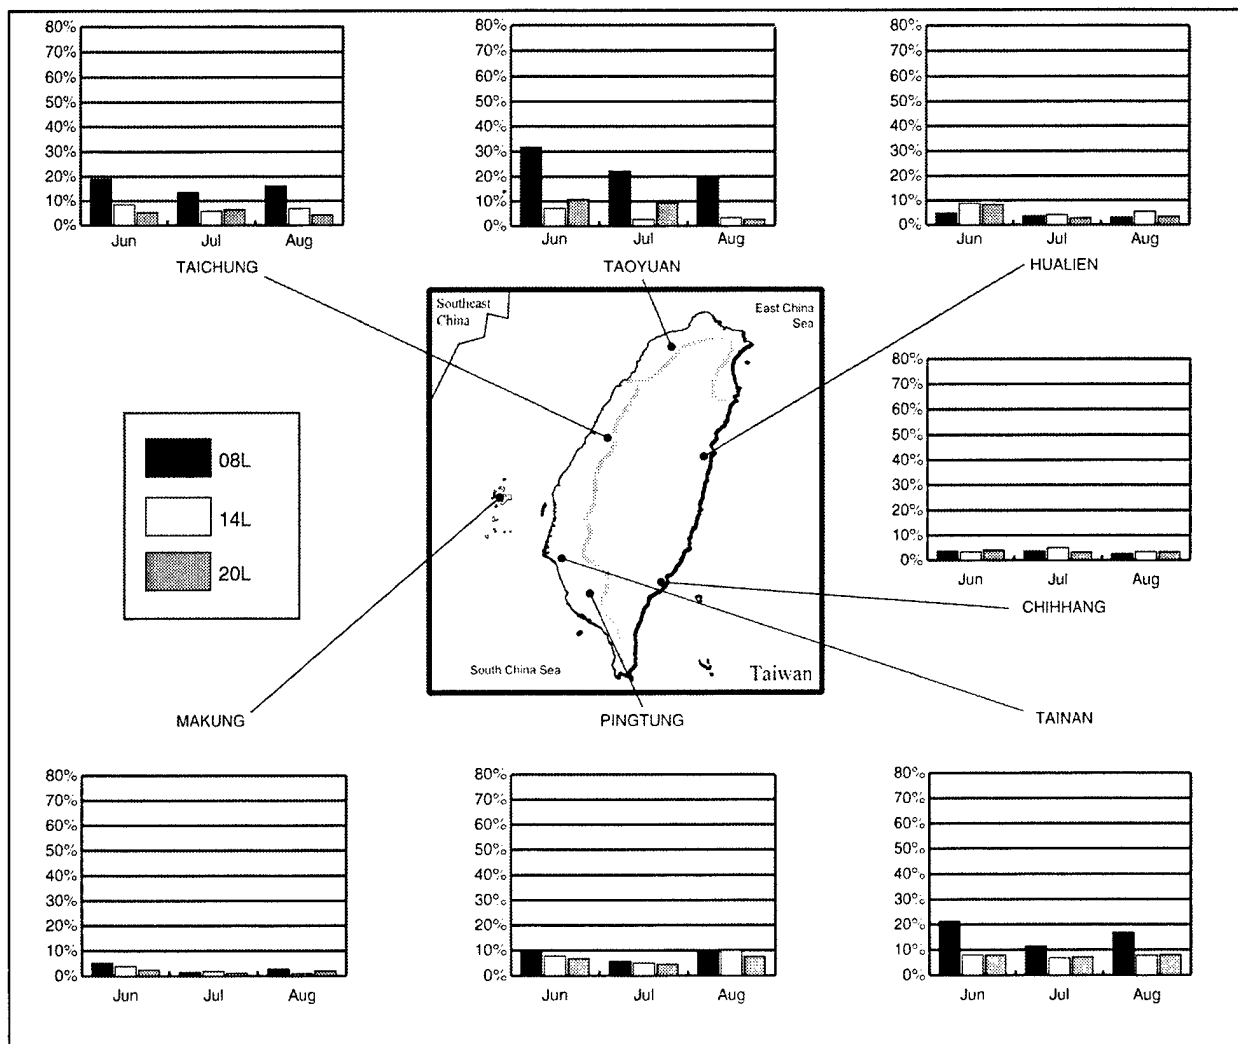 80%
70%
60%
50%
40%
30%
20%
10%
0%
Jun Jul Aug
TAICHUNG
80%
70%
60%
50%
40%
30%
20%
10%
0%
Jun Jul Aug
TAOYUAN
80%
70%
60%
50%
40%
30%
20%
10%
0%
Jun Jul Aug
HUALIEN
Southeast
China
East China
Sea
South China Sea
Taiwan
08L
14L
20L
80%
70%
60%
50%
40%
30%
20%
10%
0%
Jun Jul Aug
CHIHHANG
MAKUNG
80%
70%
60%
50%
40%
30%
20%
10%
0%
Jun Jul Aug
PINGTUNG
80%
70%
60%
50%
40%
30%
20%
10%
0%
Jun Jul Aug
TAINAN
80%
70%
60%
50%
40%
30%
20%
10%
0%
Jun Jul Aug